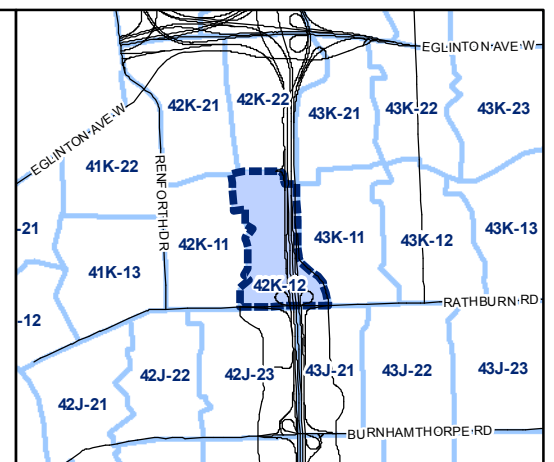 EGLINTON AVE W
42K-21
42K-22
43K-21
43K-22
43K-23
EGLINTON AVE W
41K-22
RENFORTH DR
-21
42K-11
43K-11
43K-12
43K-13
41K-13
42K-12
-12
RATHBURN RD
42J-21
42J-22
42J-23
43J-21
43J-22
43J-23
BURNHAMTHORPE RD